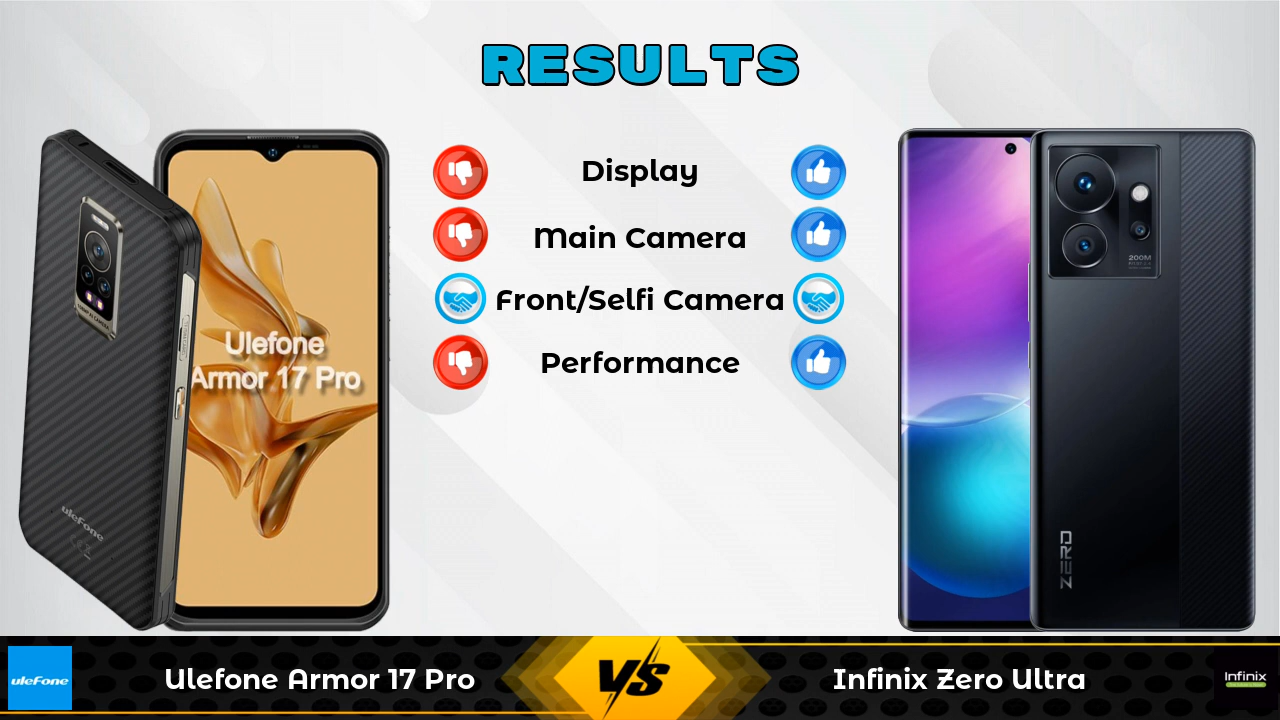 RESULTS
Display
Main Camera
Front/Selfi Camera
Performance
Ulefone
Armor 17 Pro
uleFone
200M
ZERO
uleFone
Ulefone Armor 17 Pro
VS
Infinix Zero Ultra
Infinix